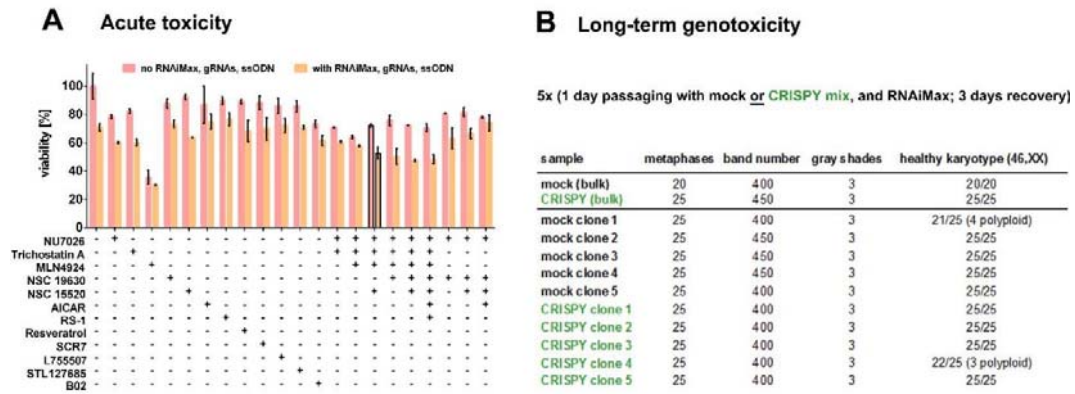 A Acute toxicity
no RNAiMax, gRNAs, ssODN
with RNAiMax, gRNAs, ssODN
viability [%]
100
80
60
40
20
0
NU7026 - + - - - - - - - - - - - + + + + + + + + +
Trichostatin A - - + - - - - - - - - - - + + + + + + - - -
MLN4924 - - - + - - - - - - - - - - + + + + + - - -
NSC 19630 - - - - + - - - - - - - - - - - + + + + + +
NSC 15520 - - - - - + - - - - - - - - - + - + + - + +
AICAR - - - - - - + - - - - - - - - - - - + - - +
RS-1 - - - - - - - + - - - - - - - - - - + - - -
Resveratrol - - - - - - - - + - - - - - - - - - - - - -
SCR7 - - - - - - - - - + - - - - - - - - - - - -
L755507 - - - - - - - - - - + - - - - - - - - - - -
STL127685 - - - - - - - - - - - + - - - - - - - - - -
B02 - - - - - - - - - - - - + - - - - - - - - -
B Long-term genotoxicity
5x (1 day passaging with mock or CRISPY mix, and RNAiMax; 3 days recovery)
sample metaphases band number gray shades healthy karyotype (46,XX)
mock (bulk) 20 400 3 20/20
CRISPY (bulk) 25 450 3 25/25
mock clone 1 25 400 3 21/25 (4 polyploid)
mock clone 2 25 450 3 25/25
mock clone 3 25 450 3 25/25
mock clone 4 25 450 3 25/25
mock clone 5 25 400 3 25/25
CRISPY clone 1 25 400 3 25/25
CRISPY clone 2 25 400 3 25/25
CRISPY clone 3 25 400 3 25/25
CRISPY clone 4 25 400 3 22/25 (3 polyploid)
CRISPY clone 5 25 400 3 25/25